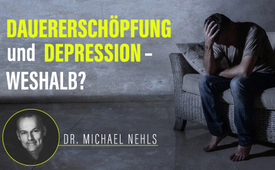 DAUERERSCHÖPFUNG
und DEPRESSION –
WESHALB?
DR. MICHAEL NEHLS